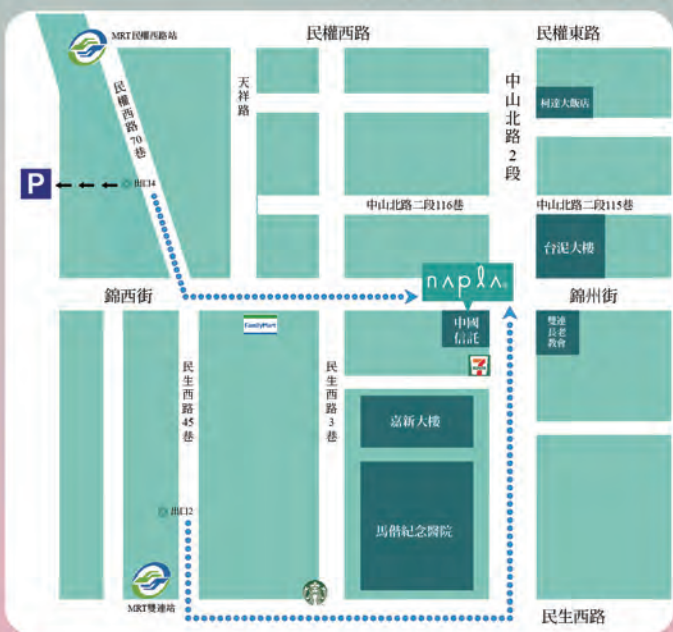 民權西路
民權東路
MRT民權西路站
天祥路
民權西路70巷
中山北路2段
柯達大飯店
P
出口4
中山北路二段116巷
中山北路二段115巷
台泥大樓
napla
錦西街
錦州街
FamilyMart
中國
信託
雙連
長老
教會
7
ELEVEN
民生西路45巷
民生西路3巷
嘉新大樓
出口2
馬偕紀念醫院
MRT雙連站
民生西路